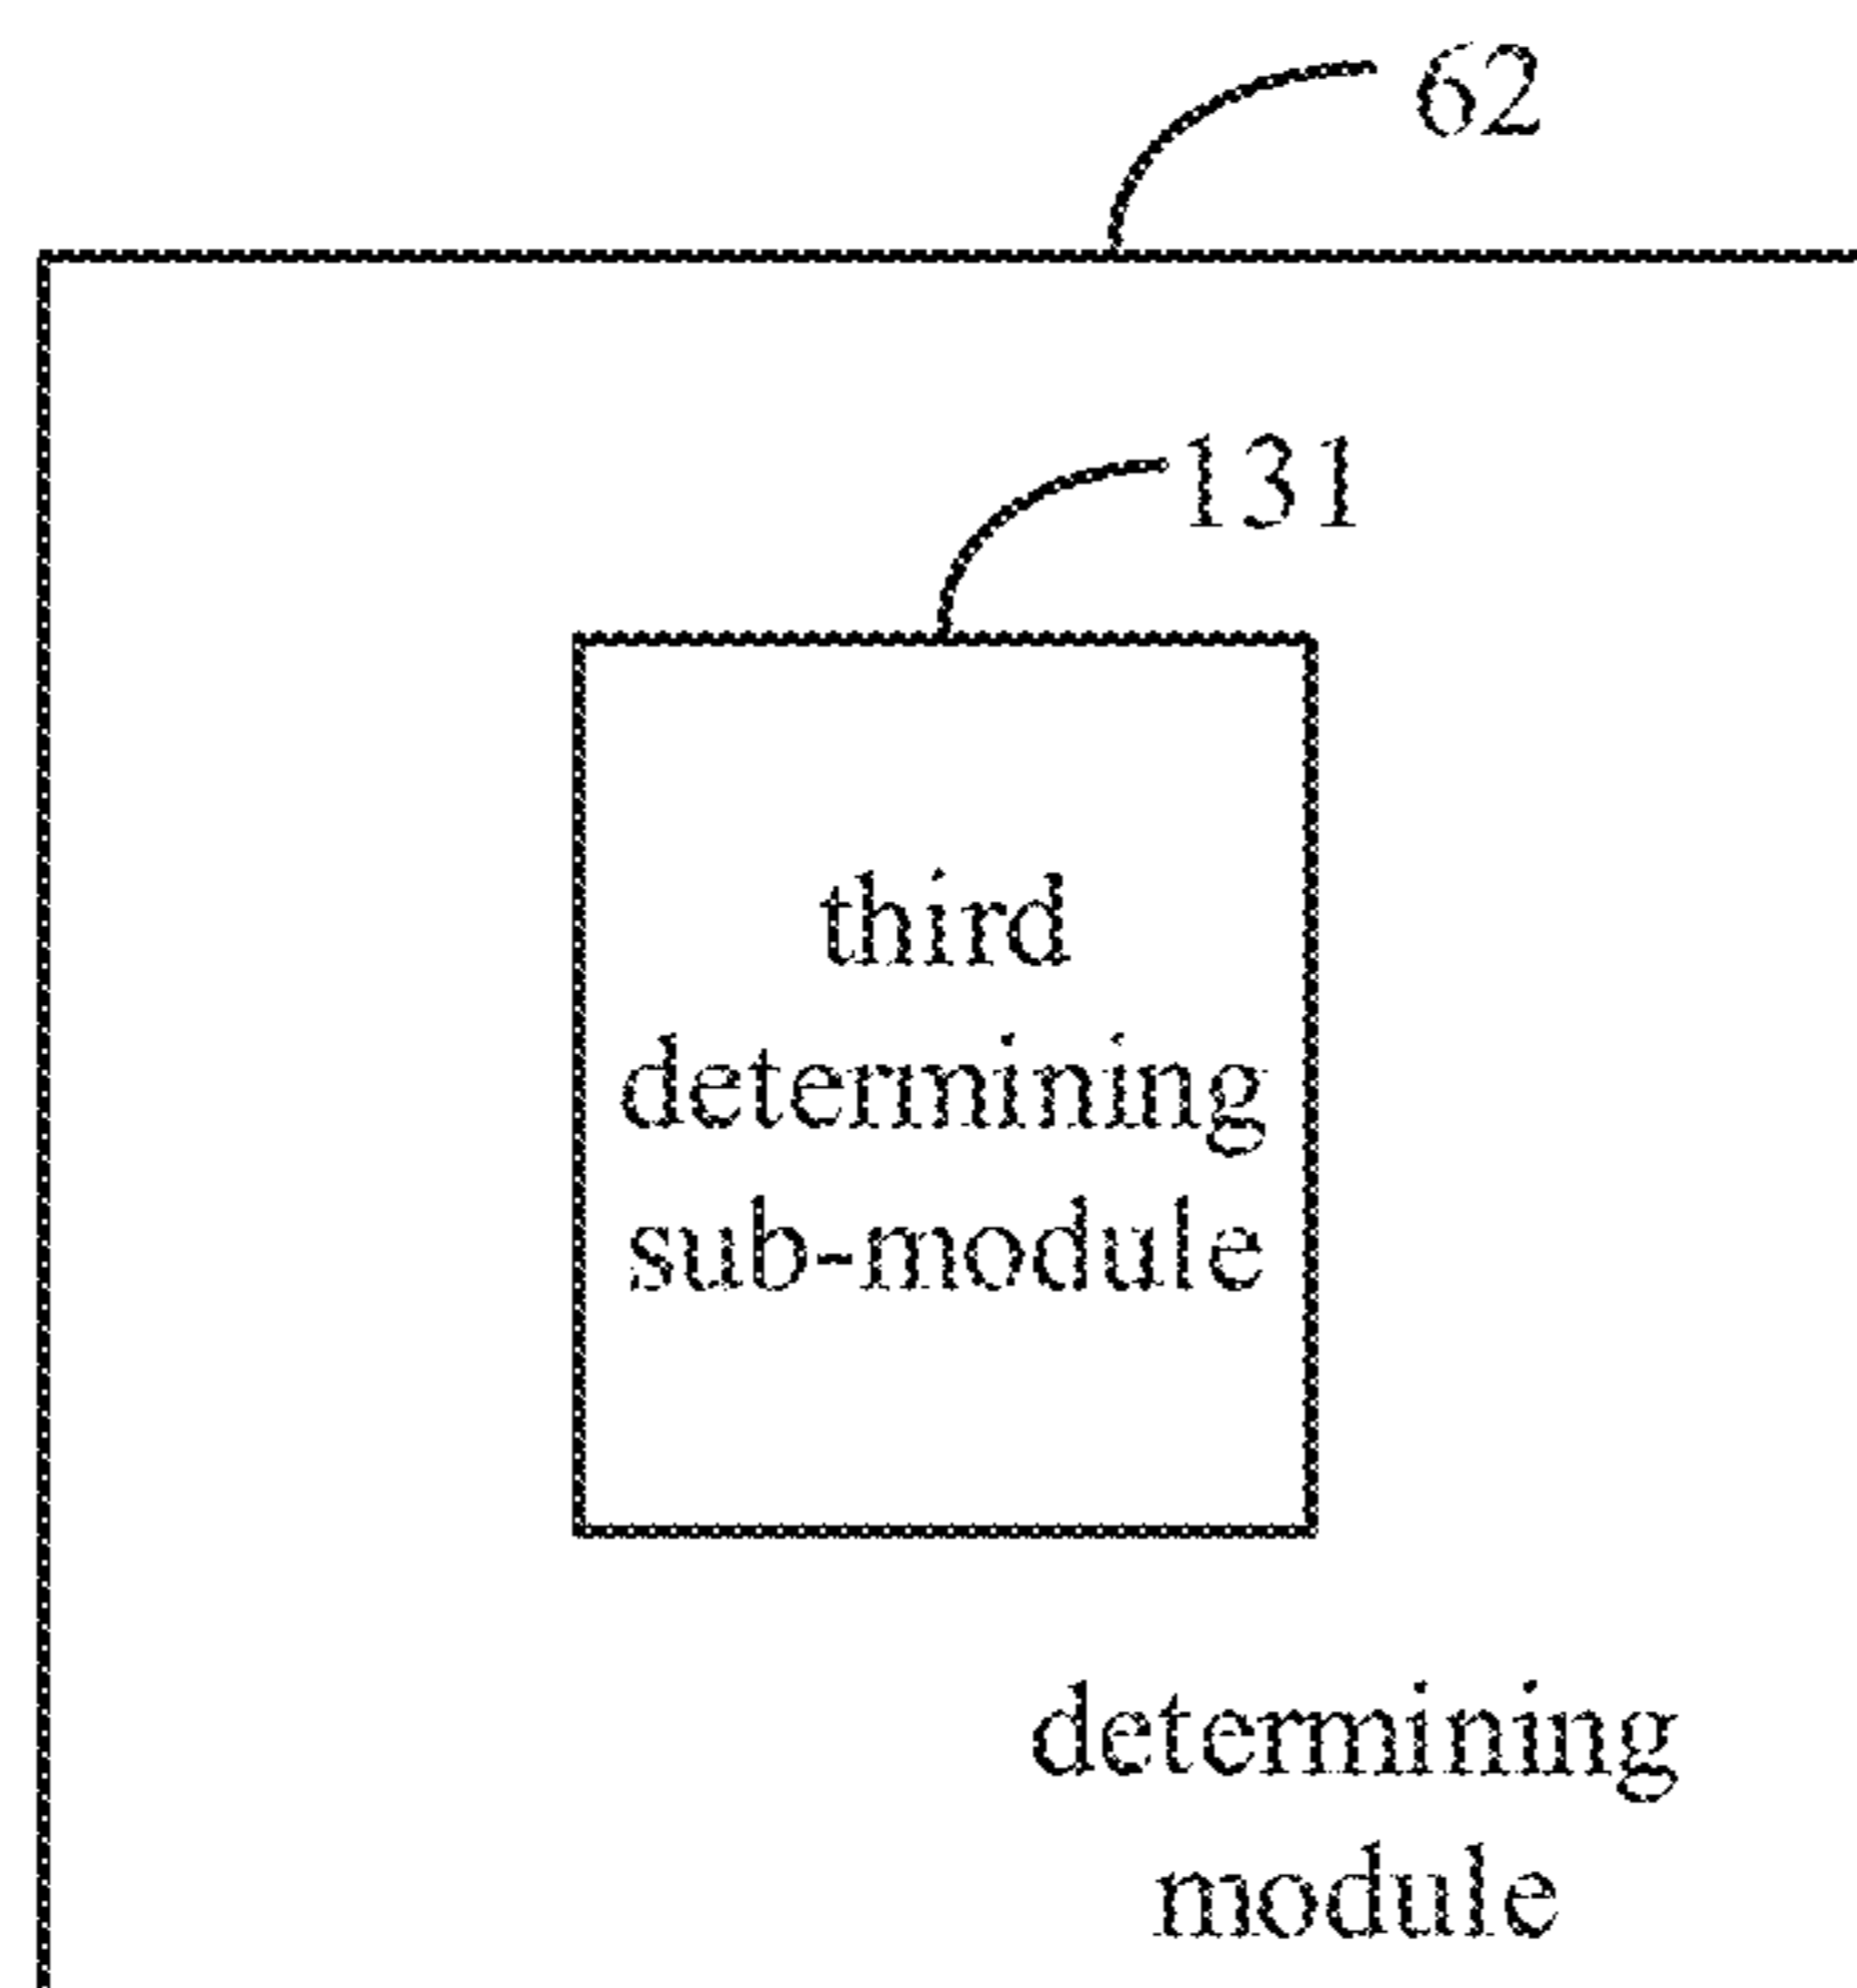 62
131
third
determining
sub-module
determining
module